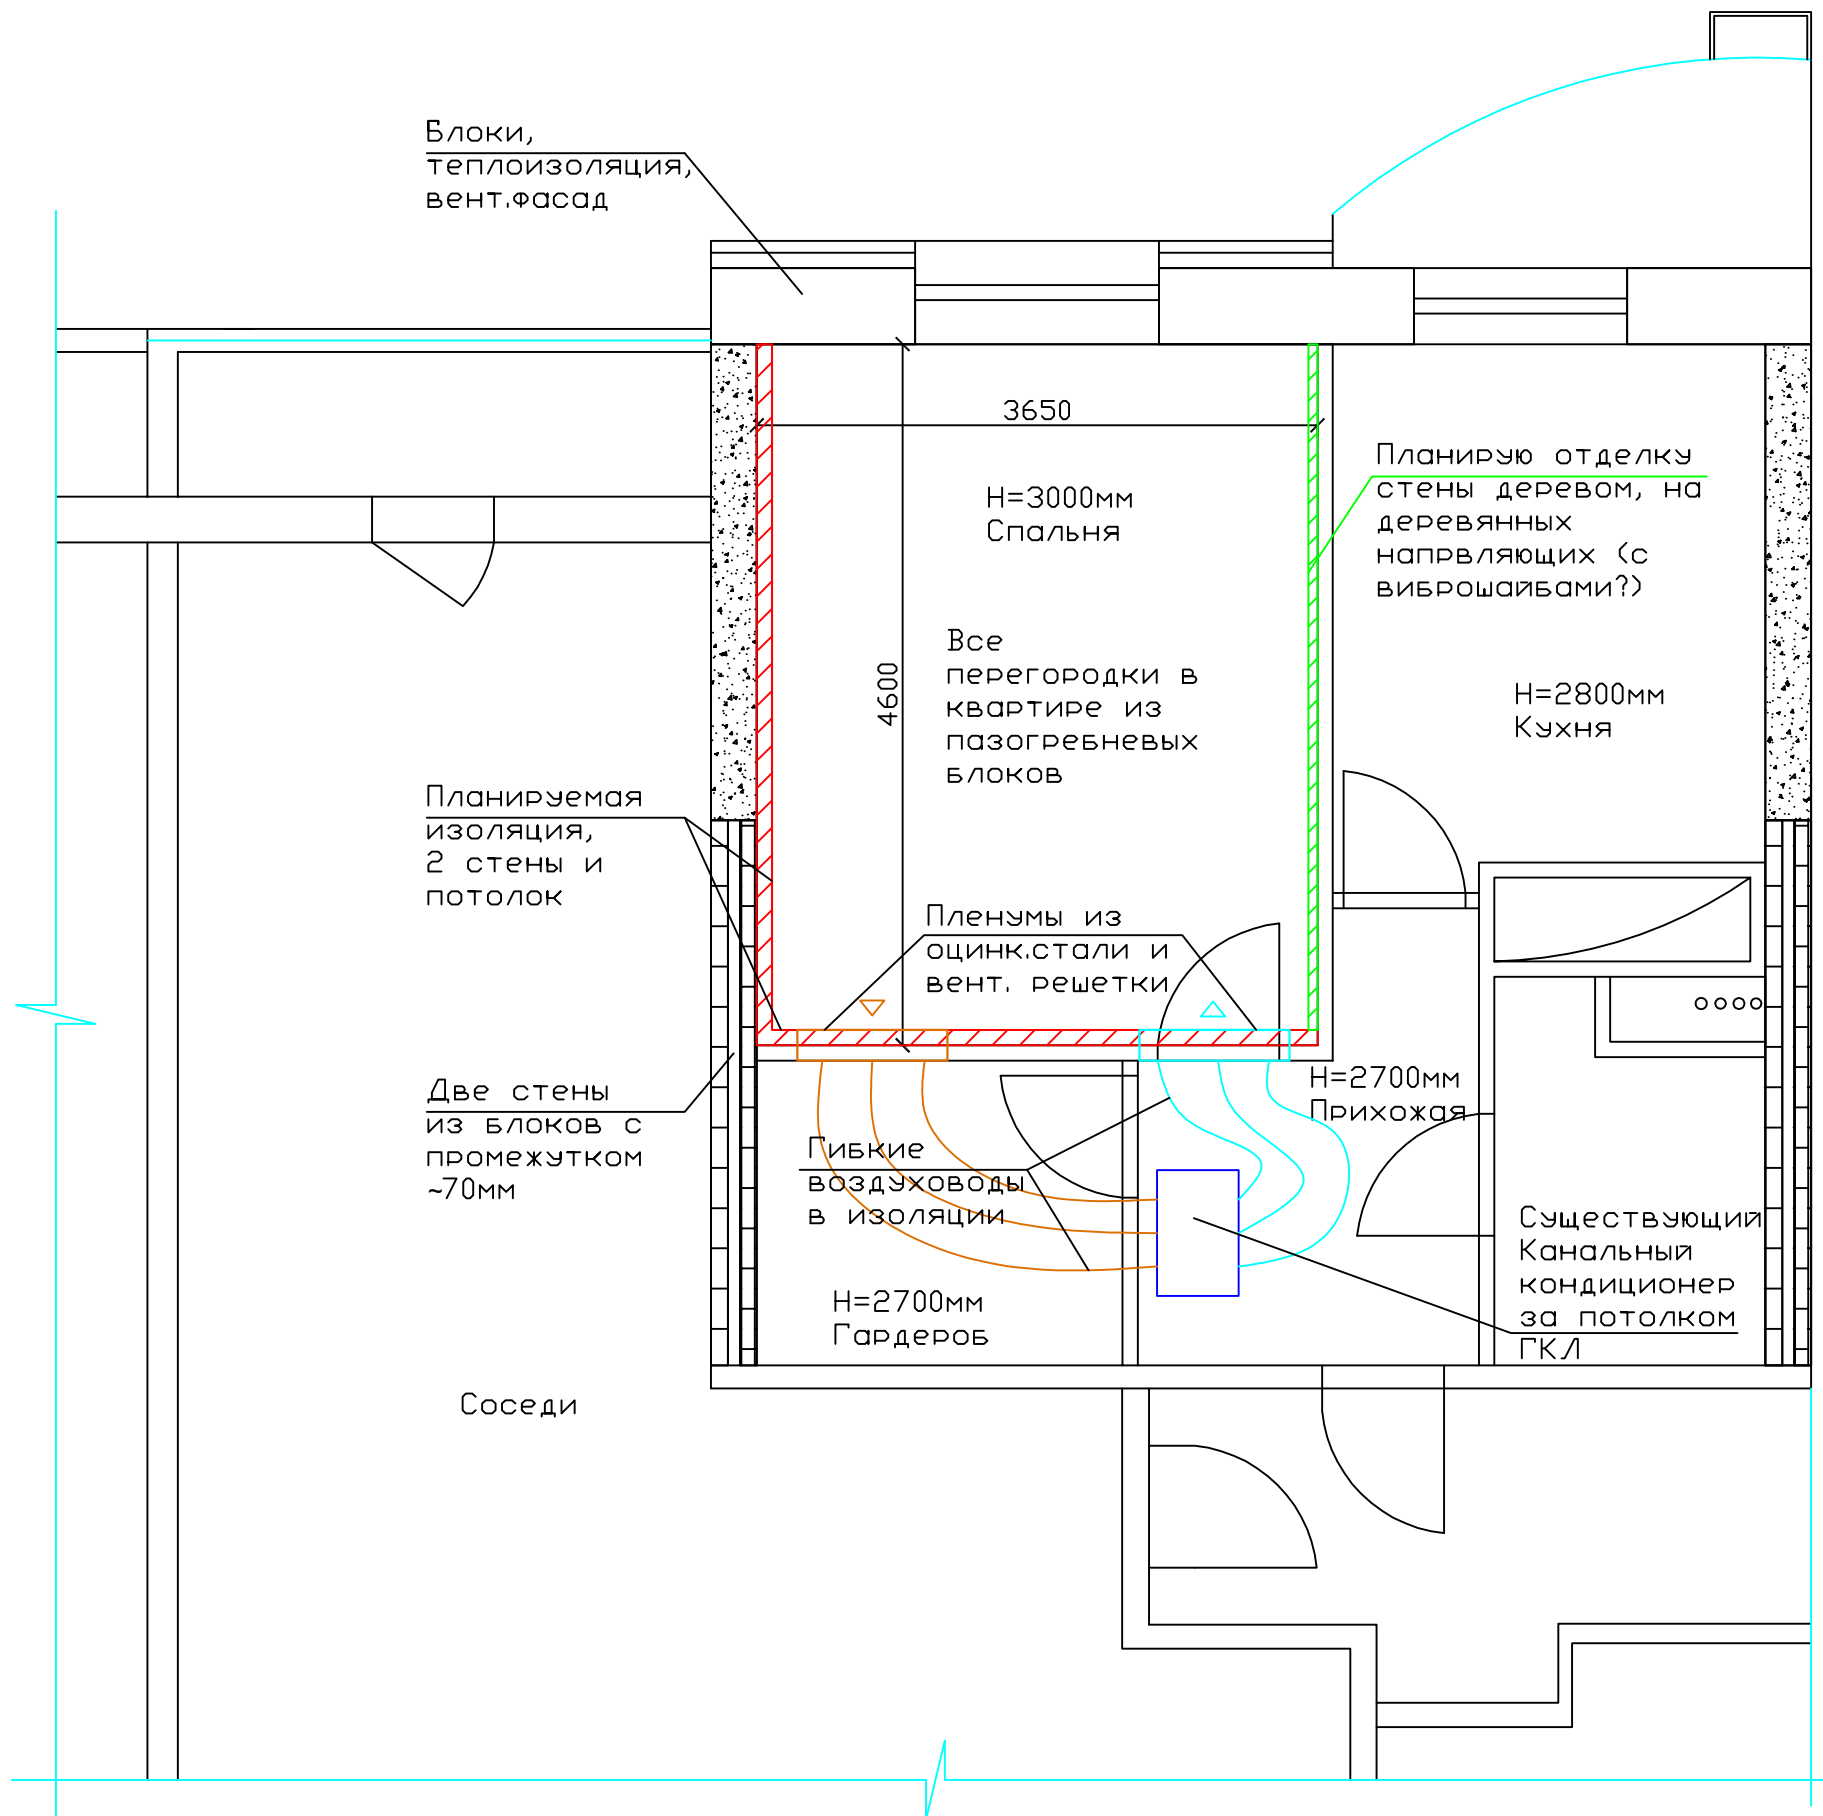 Блоки,
теплоизоляция,
вент.фасад
3650
Планирую отделку
стены деревом, на
деревянных
напрвляющих (с
виброшайбами?)
H=3000мм
Спальня
Все
перегородки в
квартире из
пазогребневых
блоков
4600
H=2800мм
Кухня
Планируемая
изоляция,
2 стены и
потолок
Пленумы из
оцинк.стали и
вент. решетки
Две стены
из блоков с
промежутком
~70мм
H=2700мм
Прихожая
Гибкие
воздуховоды
в изоляции
Существующий
Канальный
кондиционер
за потолком
ГКЛ
H=2700мм
Гардероб
Соседи